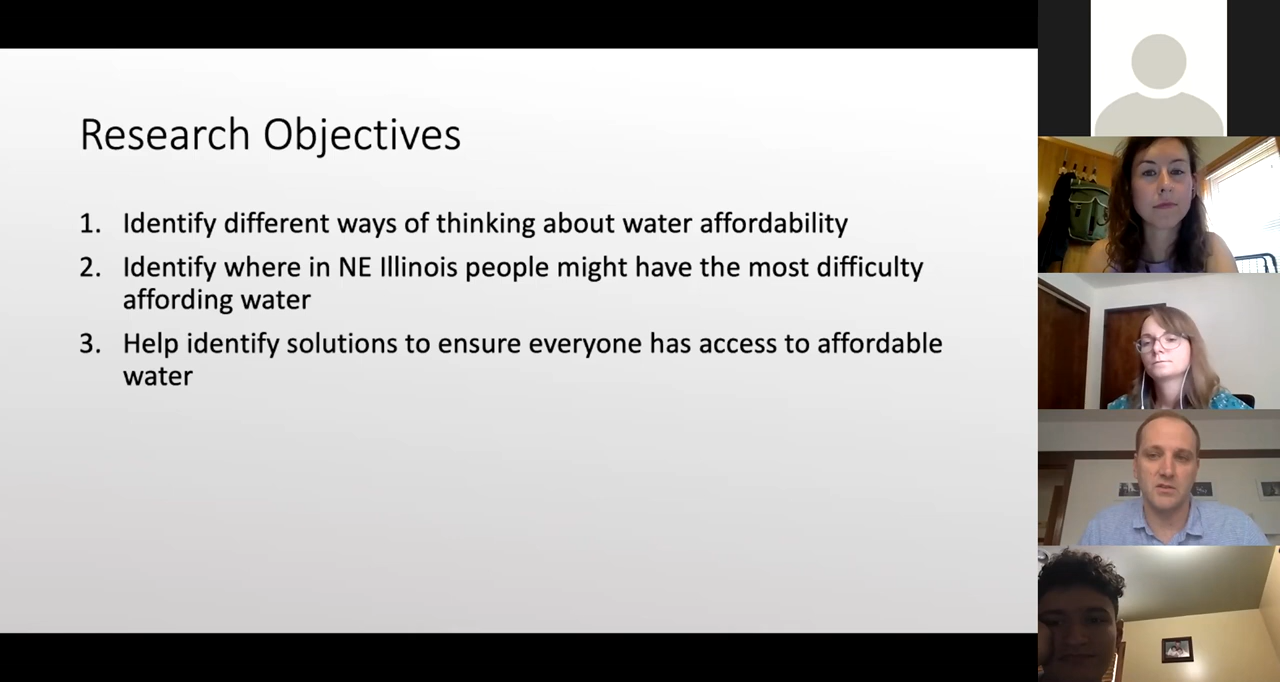 Research Objectives
1. Identify different ways of thinking about water affordability
2. Identify where in NE Illinois people might have the most difficulty
affording water
3. Help identify solutions to ensure everyone has access to affordable
water